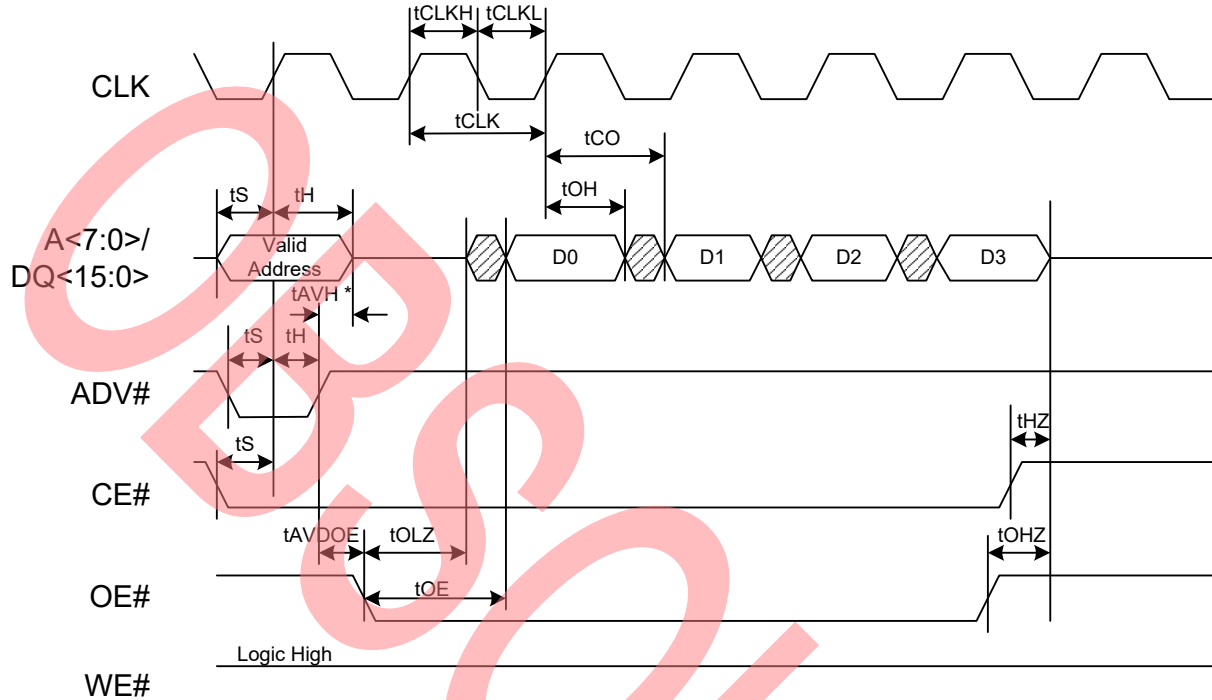 tCLKH tCLKL
CLK
tCLK
tCO
tOH
tS tH
A<7:0>/
DQ<15:0>
Valid
Address
D0 D1 D2 D3
tAVH *
tS tH
ADV#
tHZ
tS
CE#
tAVDOE tOLZ tOHZ
OE#
tOE
Logic High
WE#
OBSOL